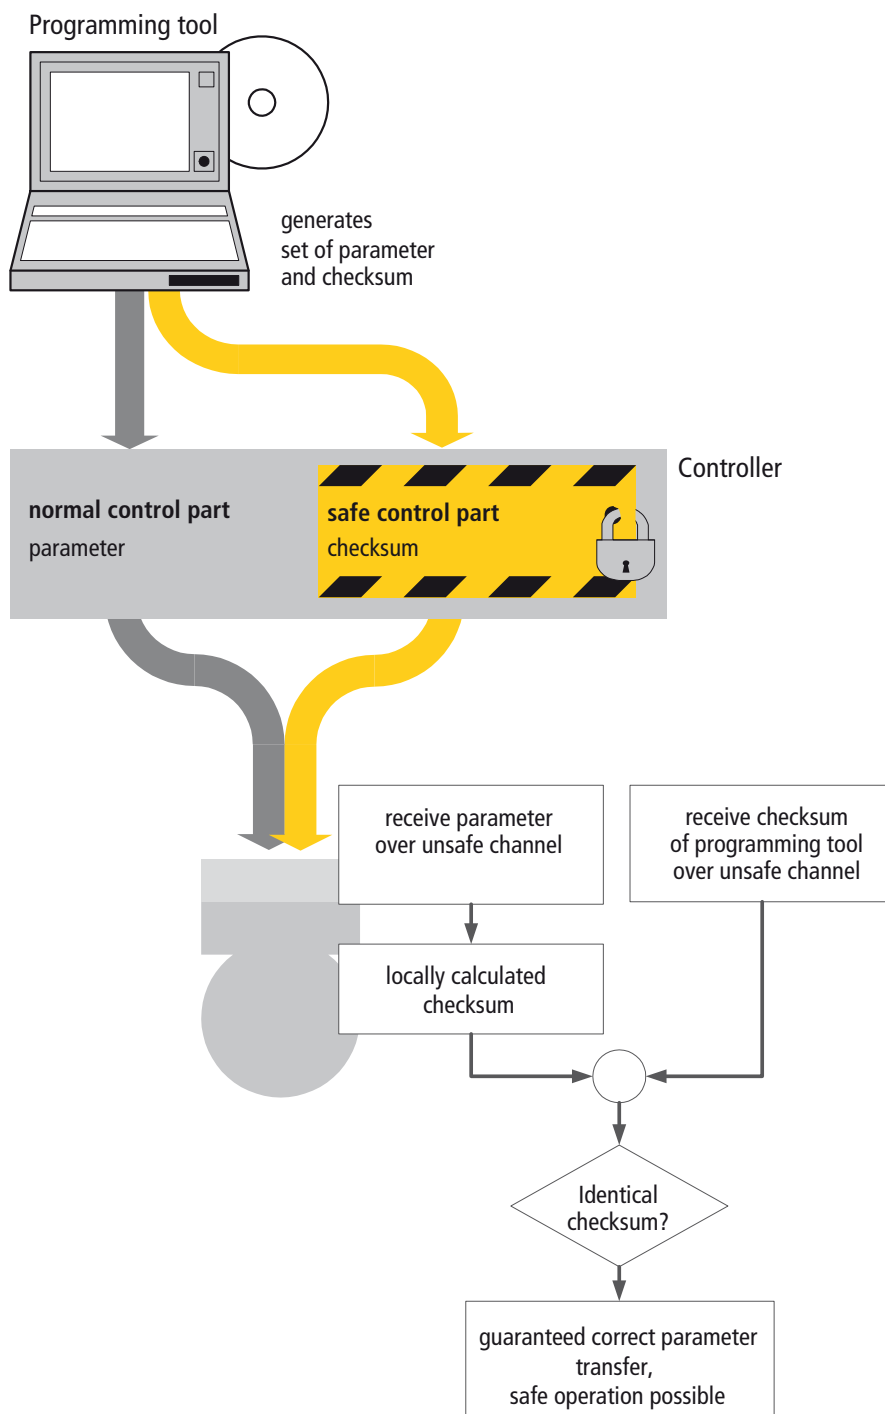 Programming tool
generates
set of parameter
and checksum
Controller
normal control part
parameter
safe control part
checksum
receive parameter
over unsafe channel
receive checksum
of programming tool
over unsafe channel
locally calculated
checksum
Identical
checksum?
guaranteed correct parameter
transfer,
safe operation possible